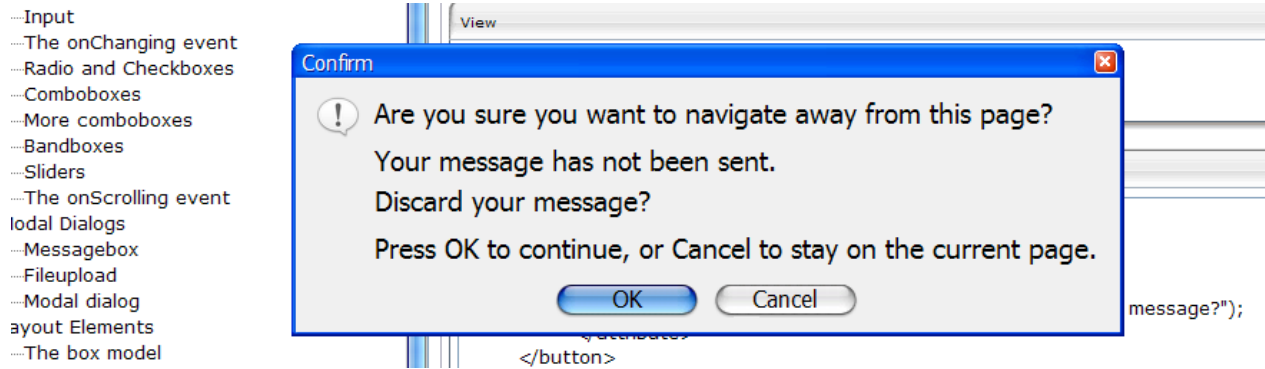 Input
The onChanging event
Radio and Checkboxes
Comboboxes
More comboboxes
Bandboxes
Sliders
The onScrolling event
odal Dialogs
Messagebox
Fileupload
Modal dialog
ayout Elements
The box model
View
Confirm
Are you sure you want to navigate away from this page?
Your message has not been sent.
Discard your message?
Press OK to continue, or Cancel to stay on the current page.
OK Cancel
message?");
</attribute>
</button>